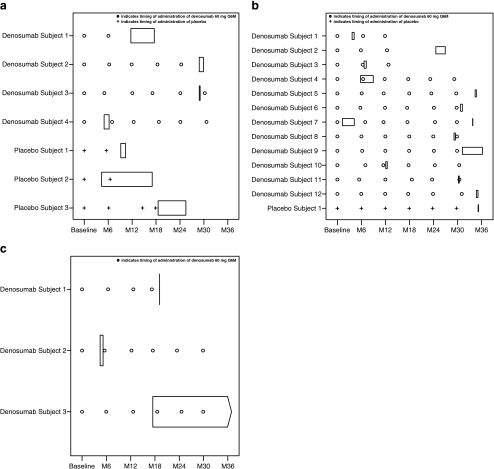 a
● Indicates timing of administration of denosumab 60 mg Q6M
+ Indicates timing of administration of placebo
Denosumab Subject 1
Denosumab Subject 2
Denosumab Subject 3
Denosumab Subject 4
Placebo Subject 1
Placebo Subject 2
Placebo Subject 3
Baseline M6 M12 M18 M24 M30 M36
b
● Indicates timing of administration of denosumab 60 mg Q6M
+ Indicates timing of administration of placebo
Denosumab Subject 1
Denosumab Subject 2
Denosumab Subject 3
Denosumab Subject 4
Denosumab Subject 5
Denosumab Subject 6
Denosumab Subject 7
Denosumab Subject 8
Denosumab Subject 9
Denosumab Subject 10
Denosumab Subject 11
Denosumab Subject 12
Placebo Subject 1
Baseline M6 M12 M18 M24 M30 M36
c
● Indicates timing of administration of denosumab 60 mg Q6M
Denosumab Subject 1
Denosumab Subject 2
Denosumab Subject 3
Baseline M6 M12 M18 M24 M30 M36